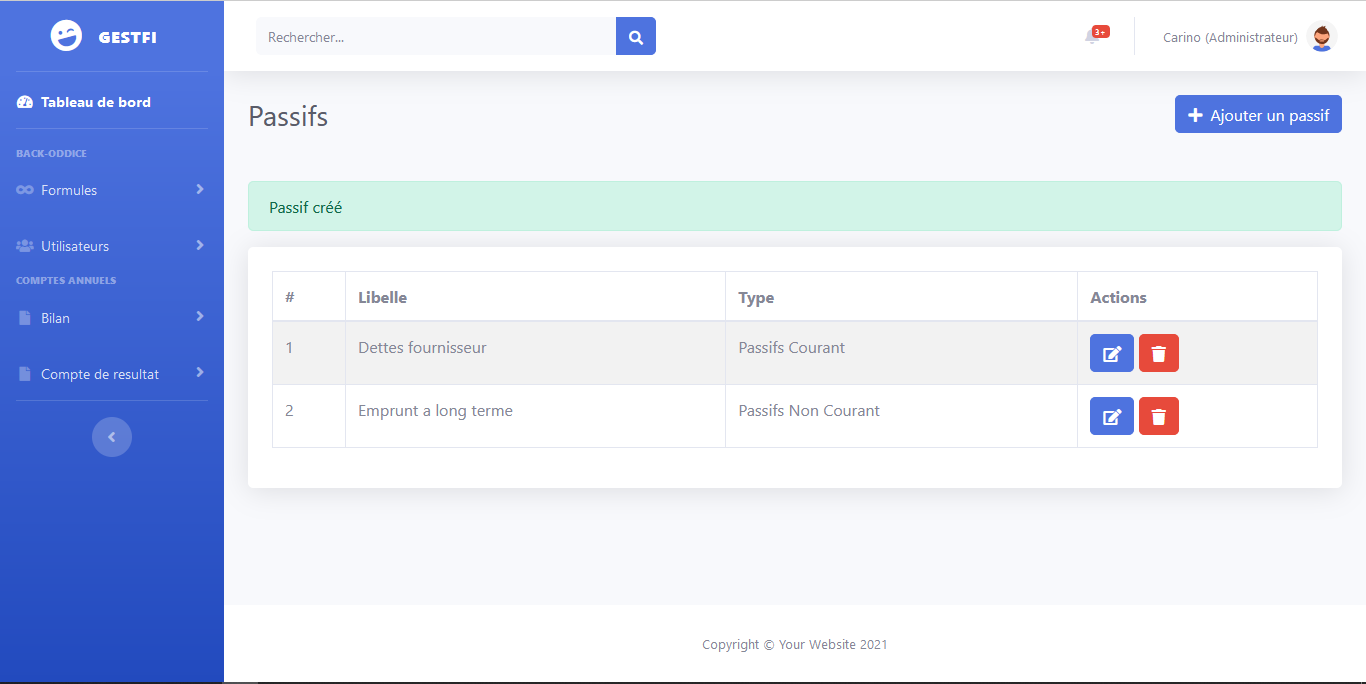 GESTFI
Rechercher...
3+
Carino (Administrateur)
Tableau de bord
BACK-ODDICE
Formules
Utilisateurs
COMPTES ANNUELS
Bilan
Compte de resultat
Passifs
Ajouter un passif
Passif créé
# Libelle Type Actions
1 Dettes fournisseur Passifs Courant
2 Emprunt a long terme Passifs Non Courant
Copyright © Your Website 2021